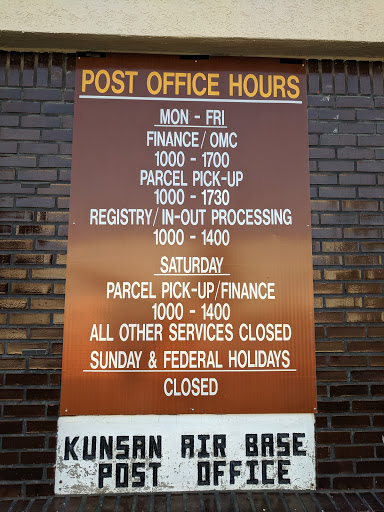 POST OFFICE HOURS
MON - FRI
FINANCE/OMC
1000 - 1700
PARCEL PICK-UP
1000 - 1730
REGISTRY/IN-OUT PROCESSING
1000 - 1400
SATURDAY
PARCEL PICK-UP/FINANCE
1000 - 1400
ALL OTHER SERVICES CLOSED
SUNDAY & FEDERAL HOLIDAYS
CLOSED
KUNSAN AIR BASE
POST OFFICE